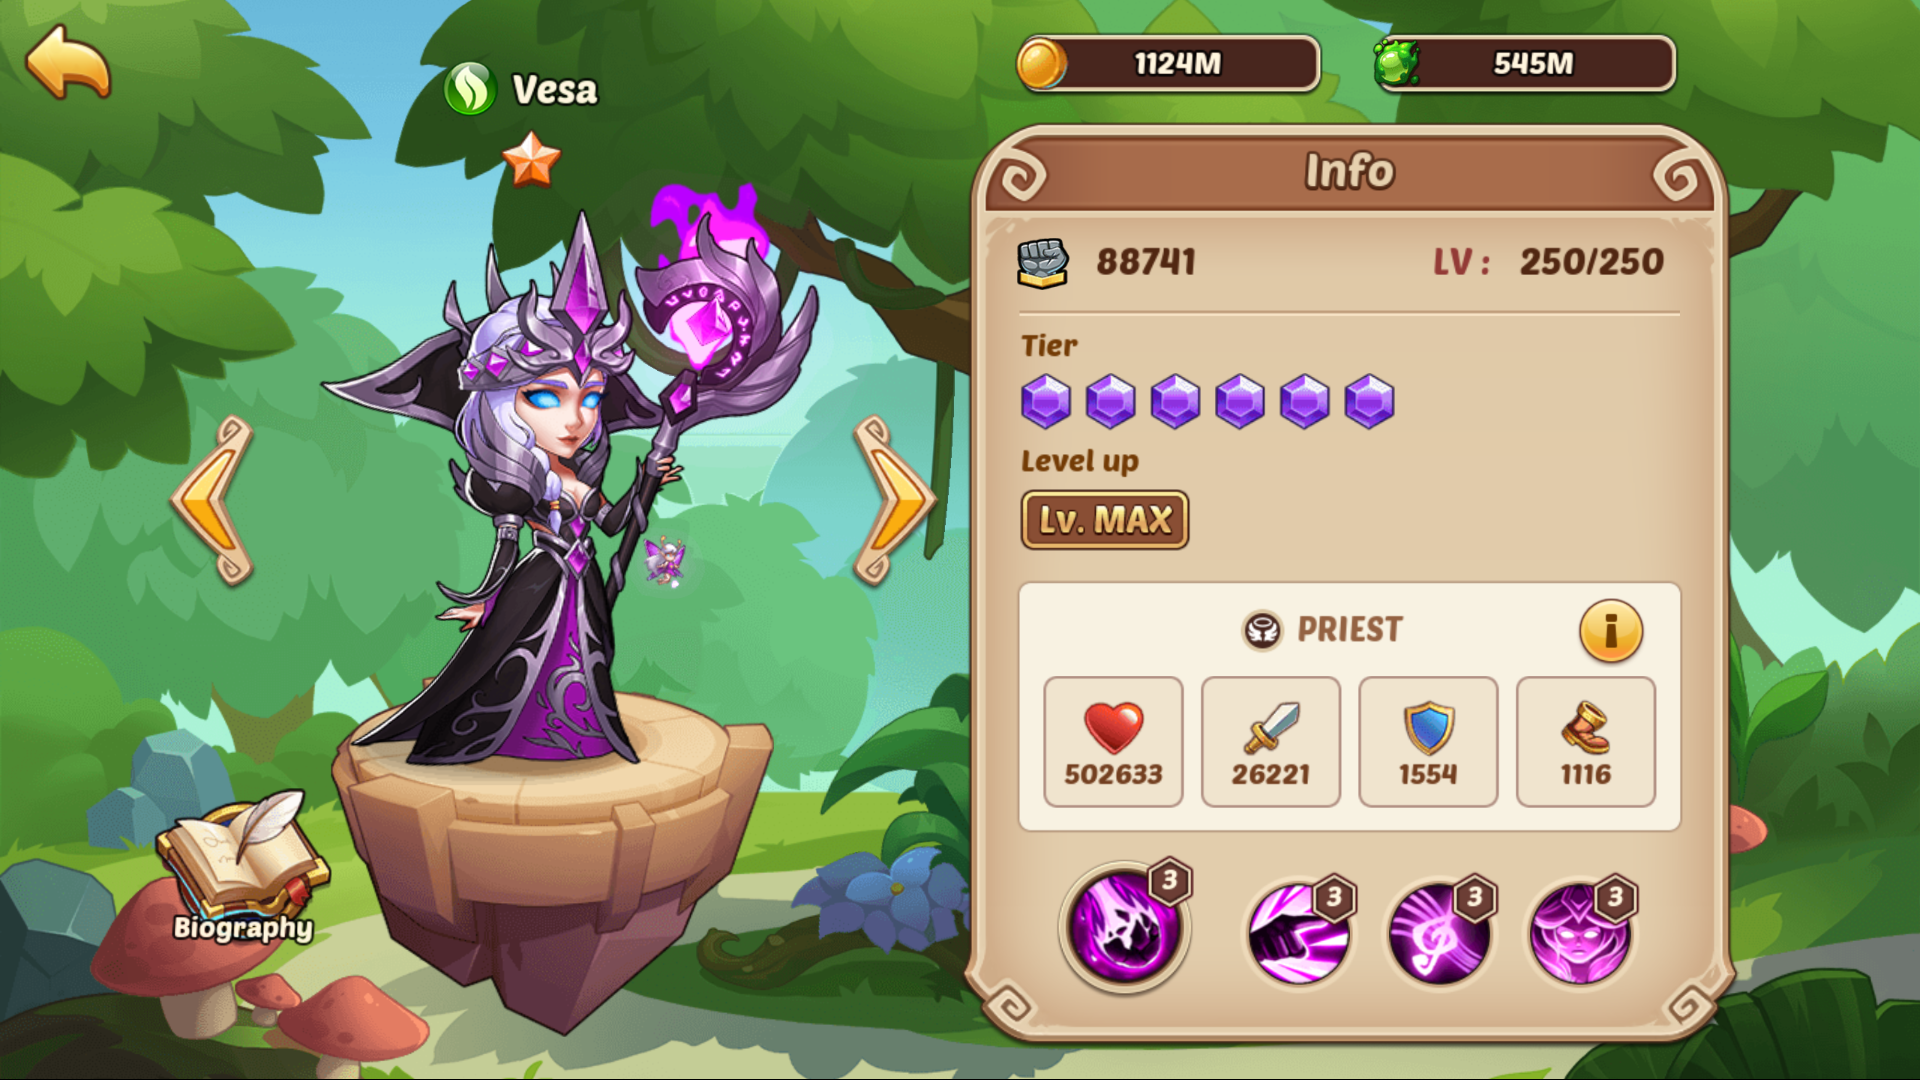 Vesa
1124M
545M
Info
88741
LV : 250/250
Tier
Level up
Lv. MAX
PRIEST
502633
26221
1554
1116
3
3
3
3
Biography